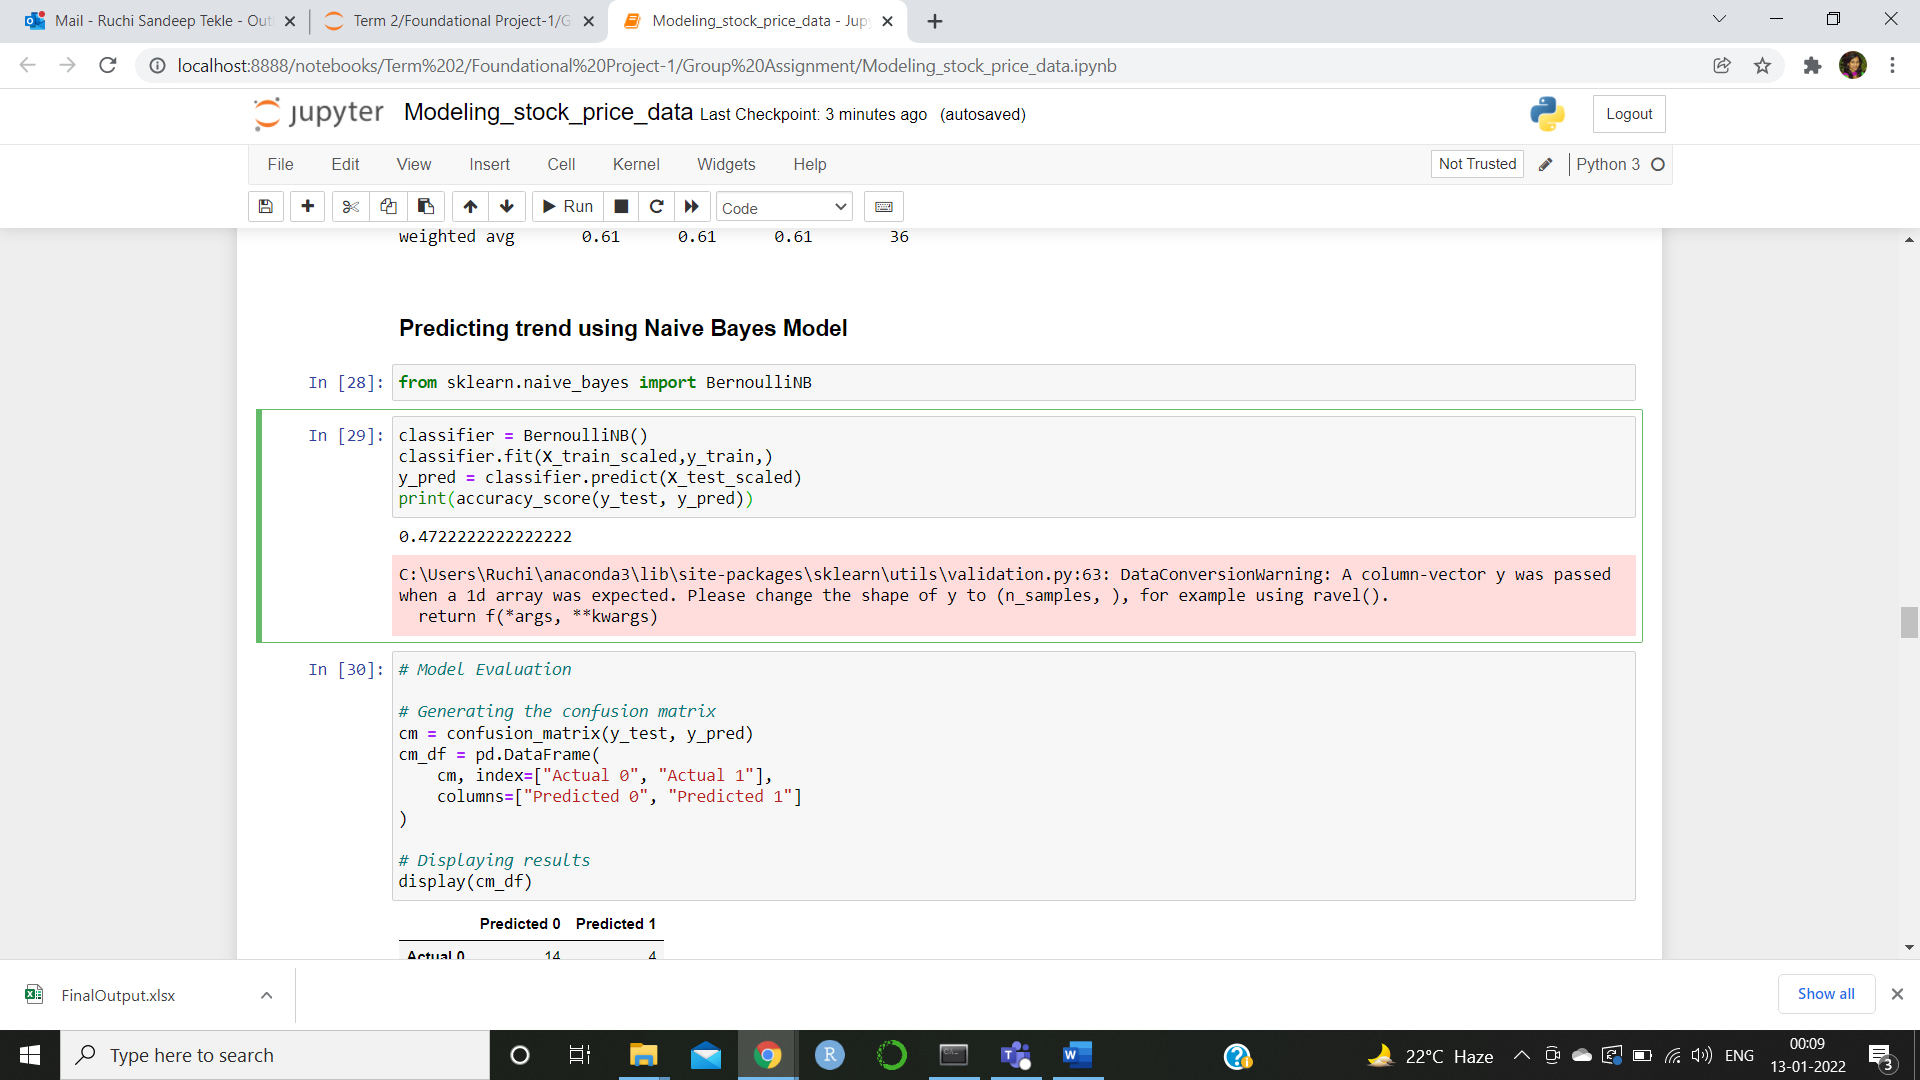 Mail - Ruchi Sandeep Tekle - Out
Term 2/Foundational Project-1/G
Modeling_stock_price_data - Jup
localhost:8888/notebooks/Term%202/Foundational%20Project-1/Group%20Assignment/Modeling_stock_price_data.ipynb
jupyter Modeling_stock_price_data Last Checkpoint: 3 minutes ago (autosaved)
Logout
File Edit View Insert Cell Kernel Widgets Help
Not Trusted Python 3
Run Code
weighted avg 0.61 0.61 0.61 36
Predicting trend using Naive Bayes Model
In [28]: from sklearn.naive_bayes import BernoulliNB
In [29]: classifier = BernoulliNB()
classifier.fit(X_train_scaled,y_train,)
y_pred = classifier.predict(X_test_scaled)
print(accuracy_score(y_test, y_pred))
0.4722222222222222
C:\Users\Ruchi\anaconda3\lib\site-packages\sklearn\utils\validation.py:63: DataConversionWarning: A column-vector y was passed
when a 1d array was expected. Please change the shape of y to (n_samples, ), for example using ravel().
return f(*args, **kwargs)
In [30]: # Model Evaluation
# Generating the confusion matrix
cm = confusion_matrix(y_test, y_pred)
cm_df = pd.DataFrame(
cm, index=["Actual 0", "Actual 1"],
columns=["Predicted 0", "Predicted 1"]
)
# Displaying results
display(cm_df)
Predicted 0 Predicted 1
Actual 0 14 4
FinalOutput.xlsx
Show all
Type here to search
22°C Haze
ENG
00:09
13-01-2022
3